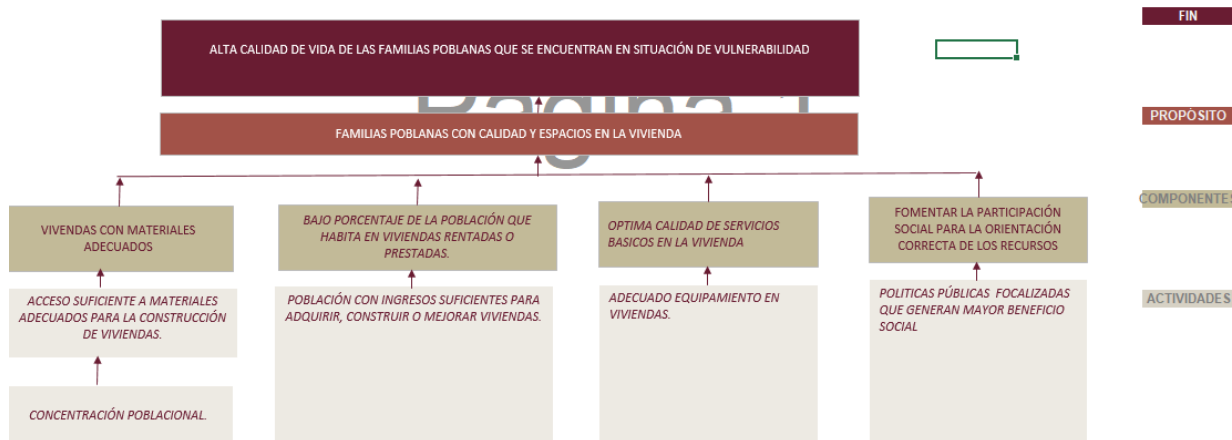 FIN
ALTA CALIDAD DE VIDA DE LAS FAMILIAS POBLANAS QUE SE ENCUENTRAN EN SITUACIÓN DE VULNERABILIDAD
Página 1
PROPÓSITO
FAMILIAS POBLANAS CON CALIDAD Y ESPACIOS EN LA VIVIENDA
COMPONENTES
VIVENDAS CON MATERIALES
ADECUADOS
BAJO PORCENTAJE DE LA POBLACIÓN QUE
HABITA EN VIVIENDAS RENTADAS O
PRESTADAS.
OPTIMA CALIDAD DE SERVICIOS
BASICOS EN LA VIVIENDA
FOMENTAR LA PARTICIPACIÓN
SOCIAL PARA LA ORIENTACIÓN
CORRECTA DE LOS RECURSOS
ACTIVIDADES
ACCESO SUFICIENTE A MATERIALES
ADECUADOS PARA LA CONSTRUCCIÓN
DE VIVIENDAS.
POBLACIÓN CON INGRESOS SUFICIENTES PARA
ADQUIRIR, CONSTRUIR O MEJORAR VIVIENDAS.
ADECUADO EQUIPAMIENTO EN
VIVIENDAS.
POLITICAS PÚBLICAS FOCALIZADAS
QUE GENERAN MAYOR BENEFICIO
SOCIAL
CONCENTRACIÓN POBLACIONAL.